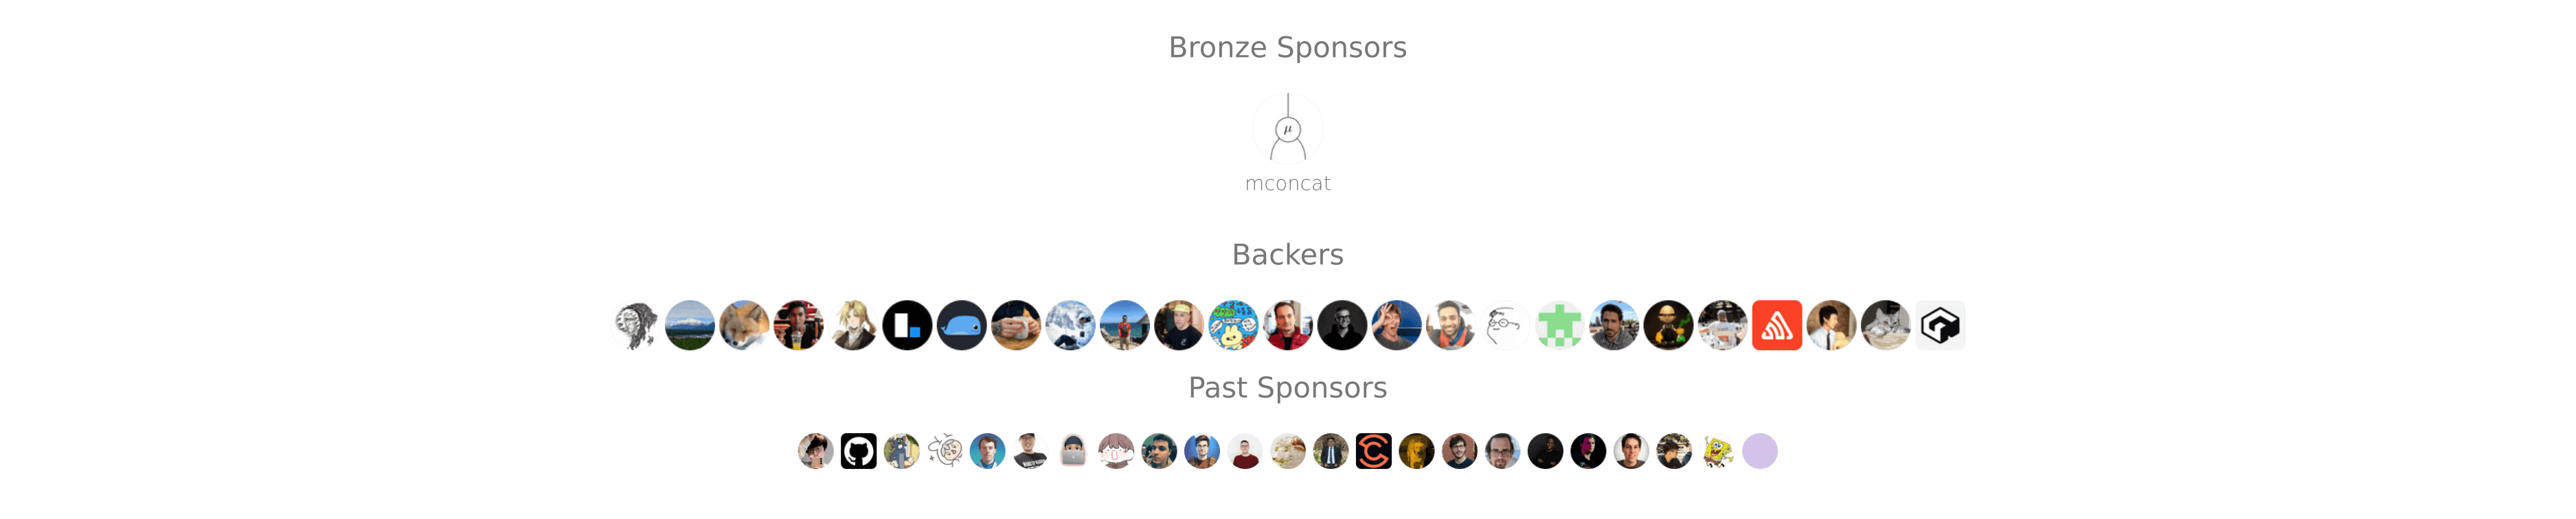 Bronze Sponsors
μ
mconcat
Backers
Past Sponsors